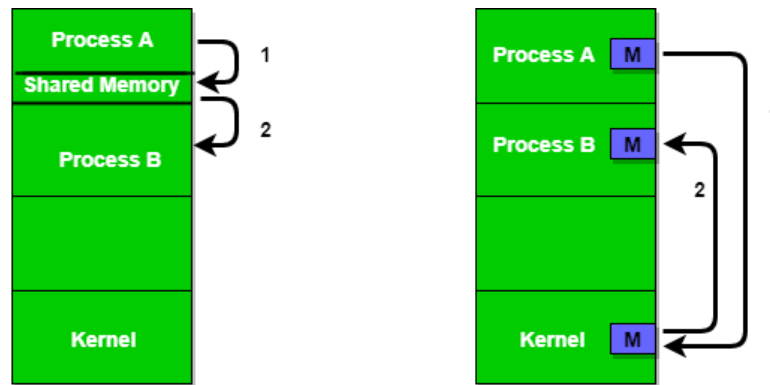 Process A
1
Shared Memory
2
Process B
Kernel
Process A M
Process B M
2
Kernel M